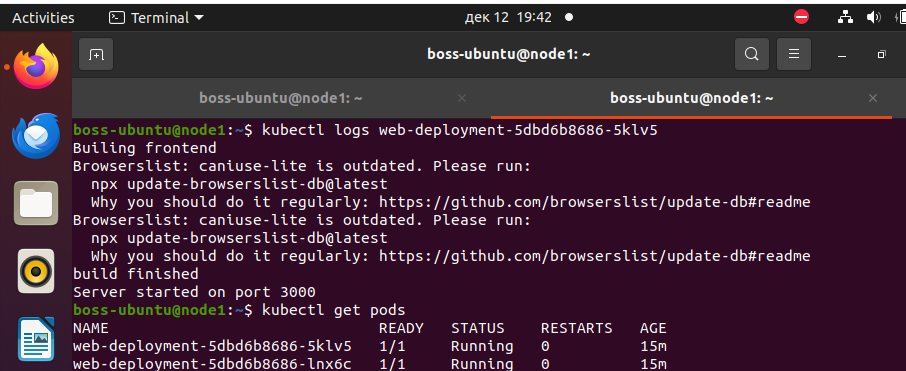 Activities Terminal дек 12 19:42
boss-ubuntu@node1: ~
boss-ubuntu@node1: ~ boss-ubuntu@node1: ~
boss-ubuntu@node1:~$ kubectl logs web-deployment-5dbd6b8686-5klv5
Builing frontend
Browserslist: caniuse-lite is outdated. Please run:
  npx update-browserslist-db@latest
  Why you should do it regularly: https://github.com/browserslist/update-db#readme
Browserslist: caniuse-lite is outdated. Please run:
  npx update-browserslist-db@latest
  Why you should do it regularly: https://github.com/browserslist/update-db#readme
build finished
Server started on port 3000
boss-ubuntu@node1:~$ kubectl get pods
NAME                              READY   STATUS    RESTARTS   AGE
web-deployment-5dbd6b8686-5klv5   1/1     Running   0          15m
web-deployment-5dbd6b8686-lnx6c   1/1     Running   0          15m